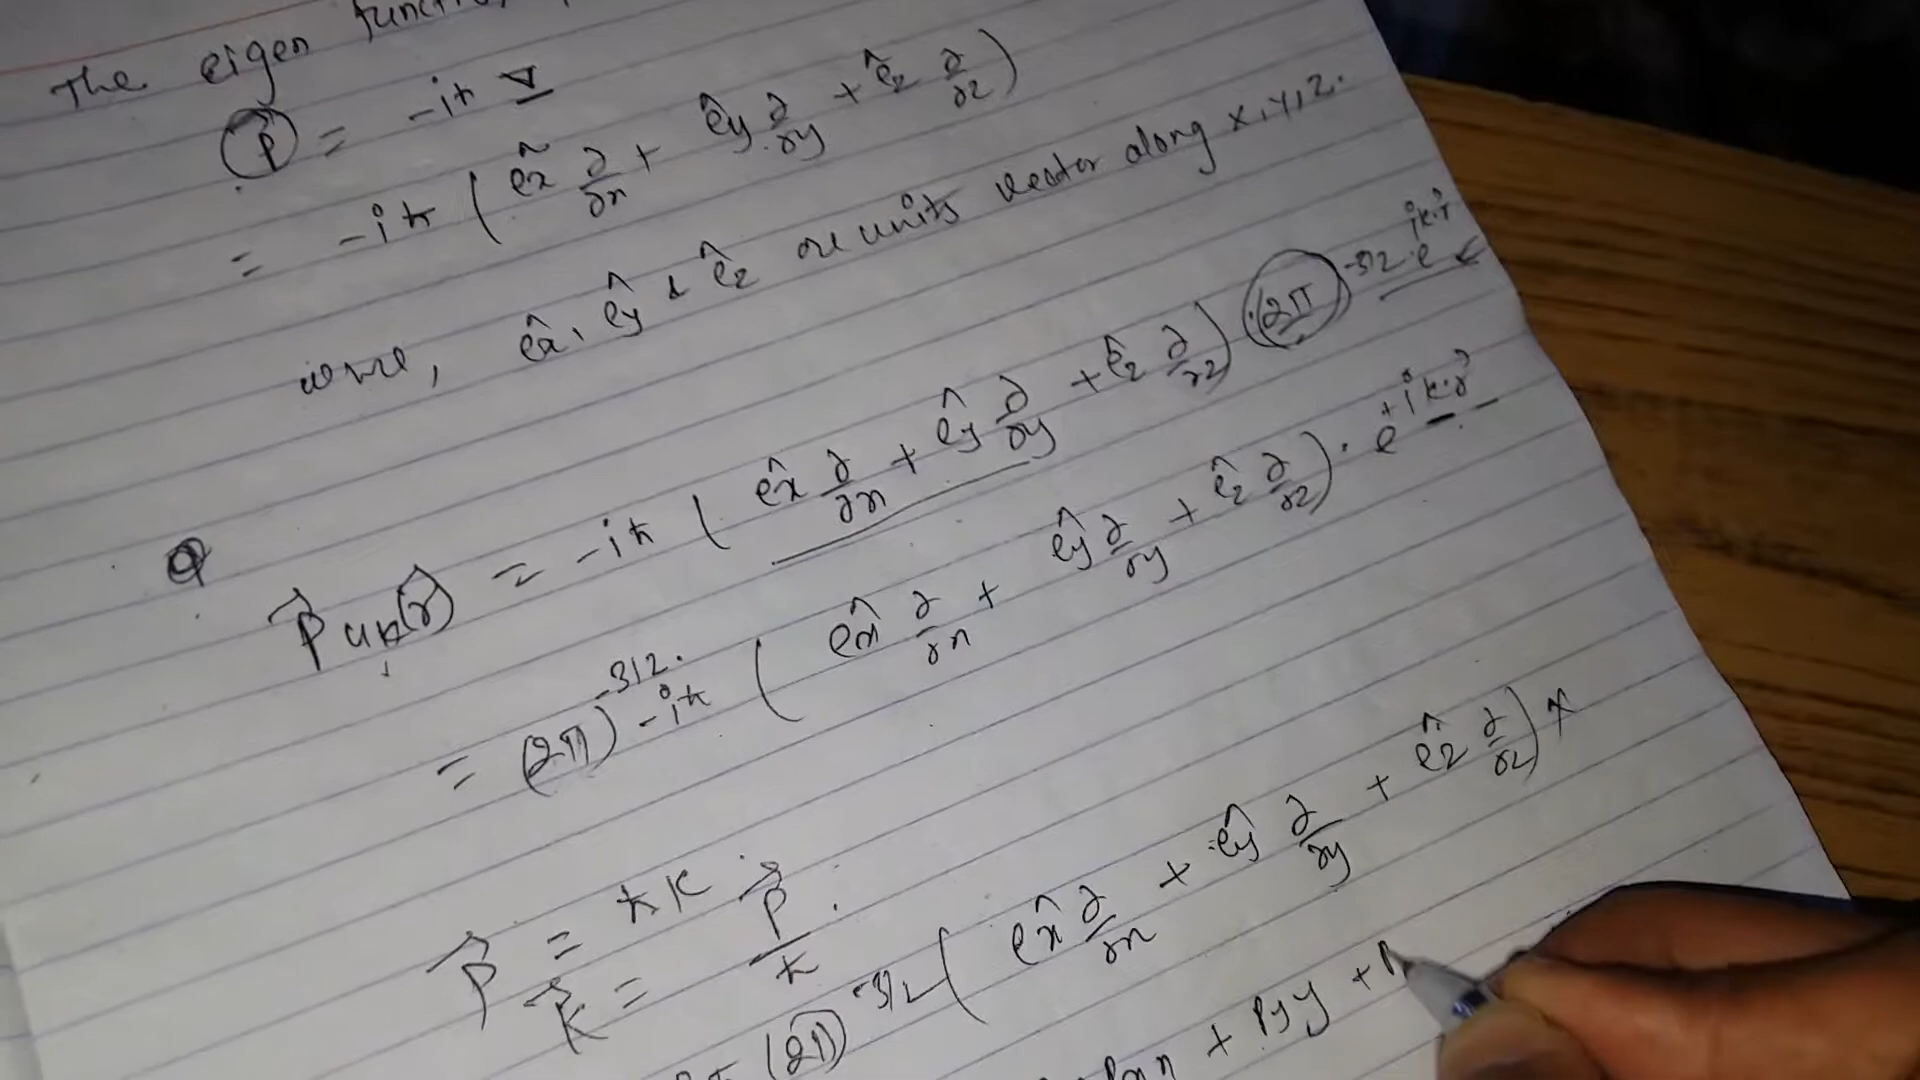 The eigen
p̂ = -iħ ∇
= -iħ ( êx ∂/∂x + êy ∂/∂y + êz ∂/∂z )
where, êx, êy & êz are units vector along x, y, z.
P̂ uk(r⃗) = -iħ ( êx ∂/∂x + êy ∂/∂y + êz ∂/∂z ) (2π)^-3/2 · e^ik·r⃗
= (2π)^-3/2 · -iħ ( êx ∂/∂x + êy ∂/∂y + êz ∂/∂z ) · e^+ik·r⃗
P⃗ = ħk
k⃗ = P⃗/ħ .
(2π)^-3/2 ( êx ∂/∂x + êy ∂/∂y + êz ∂/∂z ) ×
+ Pyy +